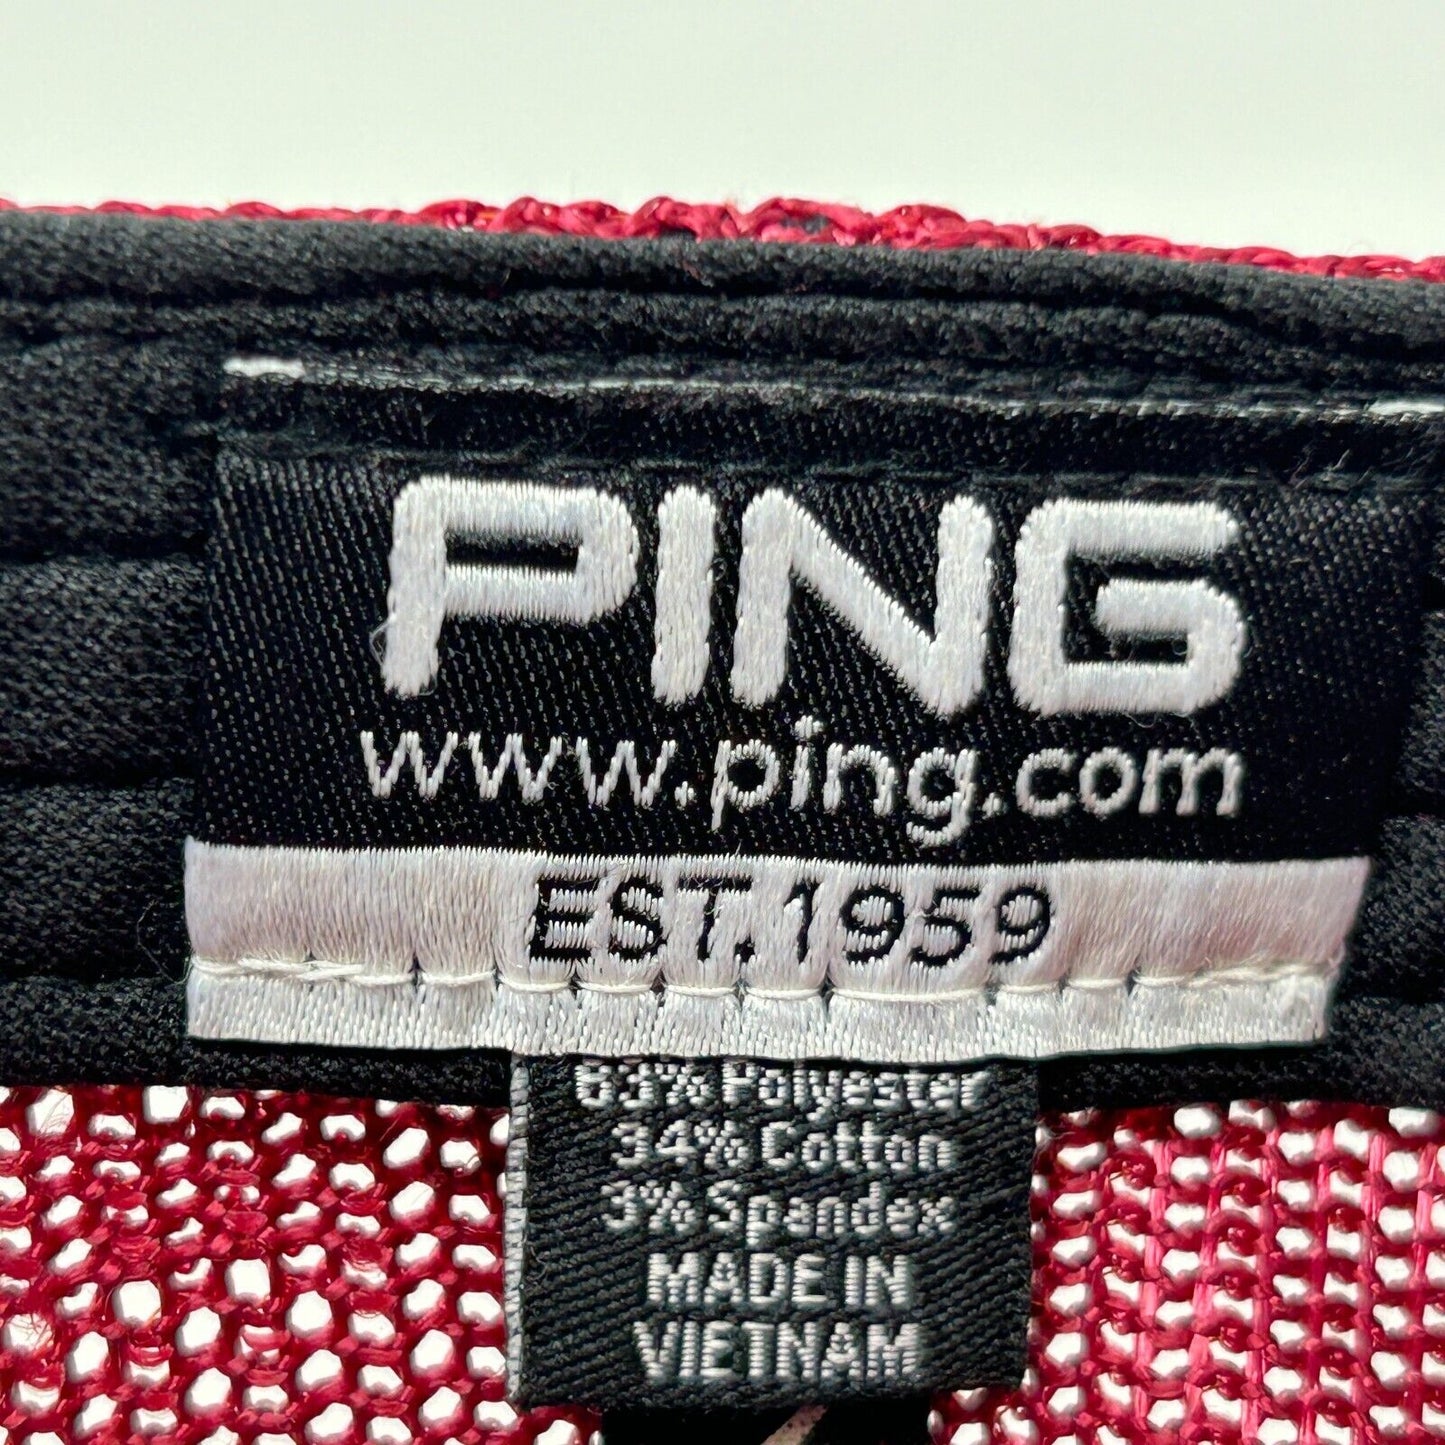 PING
www.ping.com
EST.1959
63% Polyester
34% Cotton
3% Spandex
MADE IN
VIETNAM